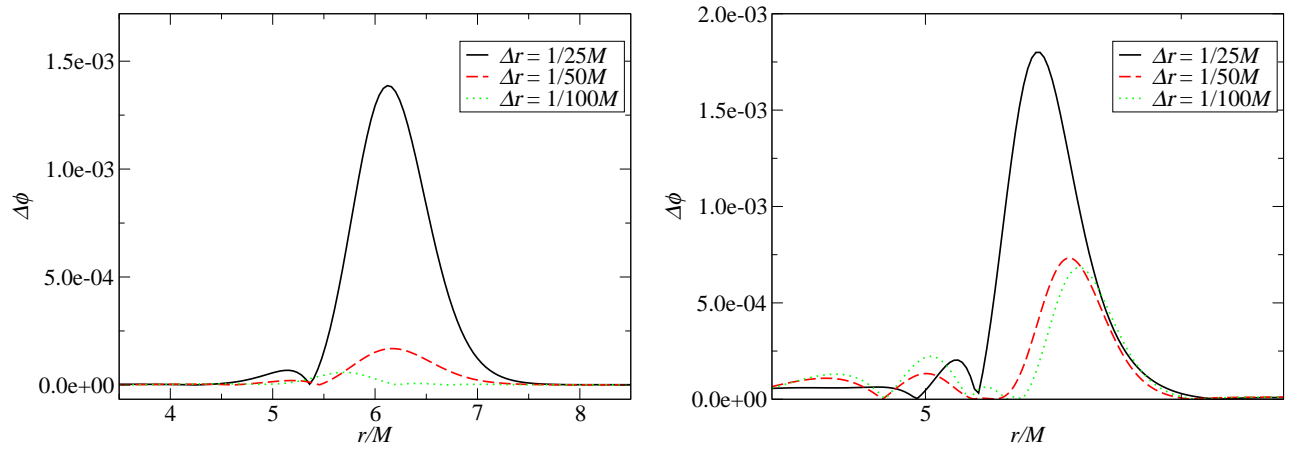 1.5e-03
1.0e-03
5.0e-04
0.0e+00
Δϕ
Δr = 1/25M
Δr = 1/50M
Δr = 1/100M
4 5 6 7 8
r/M
2.0e-03
1.5e-03
1.0e-03
5.0e-04
0.0e+00
Δϕ
Δr = 1/25M
Δr = 1/50M
Δr = 1/100M
5
r/M